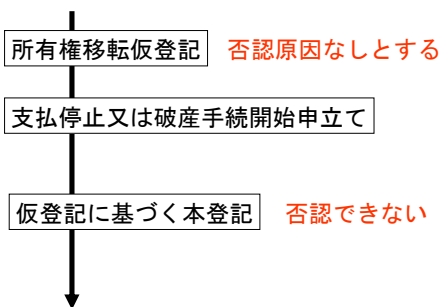 所有権移転仮登記 否認原因なしとする
支払停止又は破産手続開始申立て
仮登記に基づく本登記 否認できない